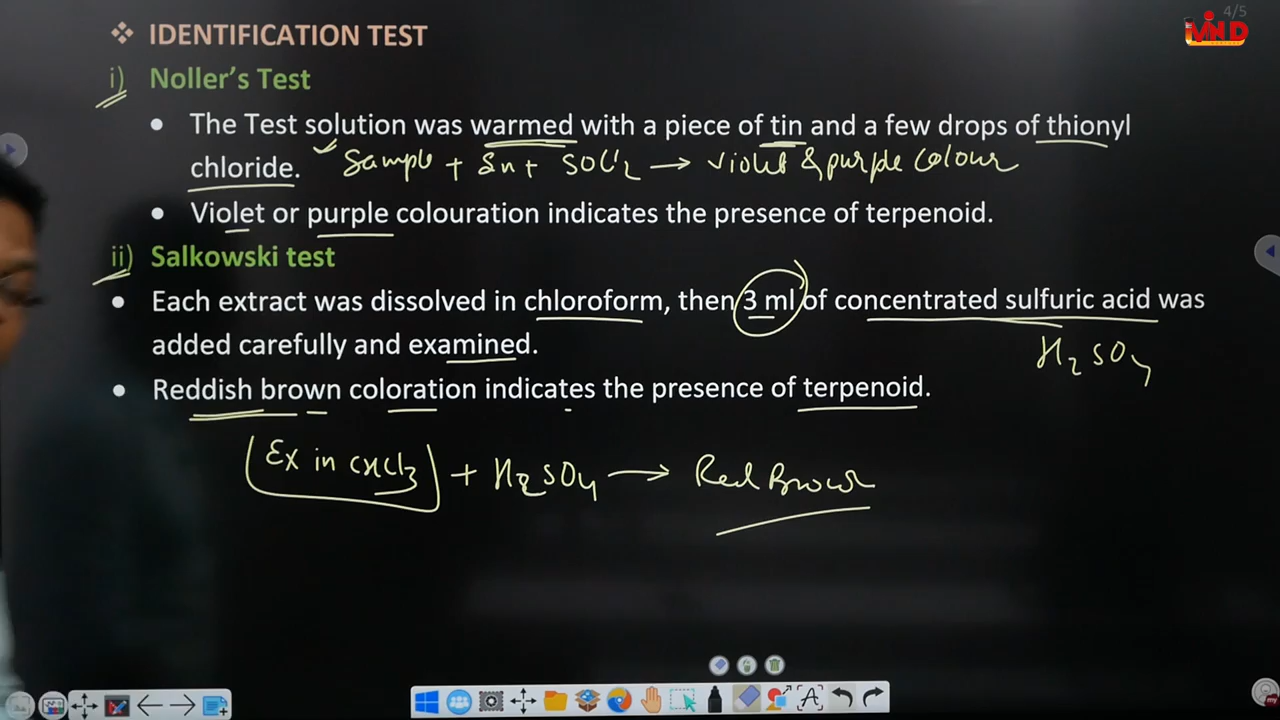 4/5
MIND
❖ IDENTIFICATION TEST
i) Noller's Test
• The Test solution was warmed with a piece of tin and a few drops of thionyl
chloride. Sample + Sn + SOCl2 → Violet & purple Colour
• Violet or purple colouration indicates the presence of terpenoid.
ii) Salkowski test
• Each extract was dissolved in chloroform, then 3 ml of concentrated sulfuric acid was
added carefully and examined.
H2SO4
• Reddish brown coloration indicates the presence of terpenoid.
(Ex in CHCl3) + H2SO4 → Red Brown